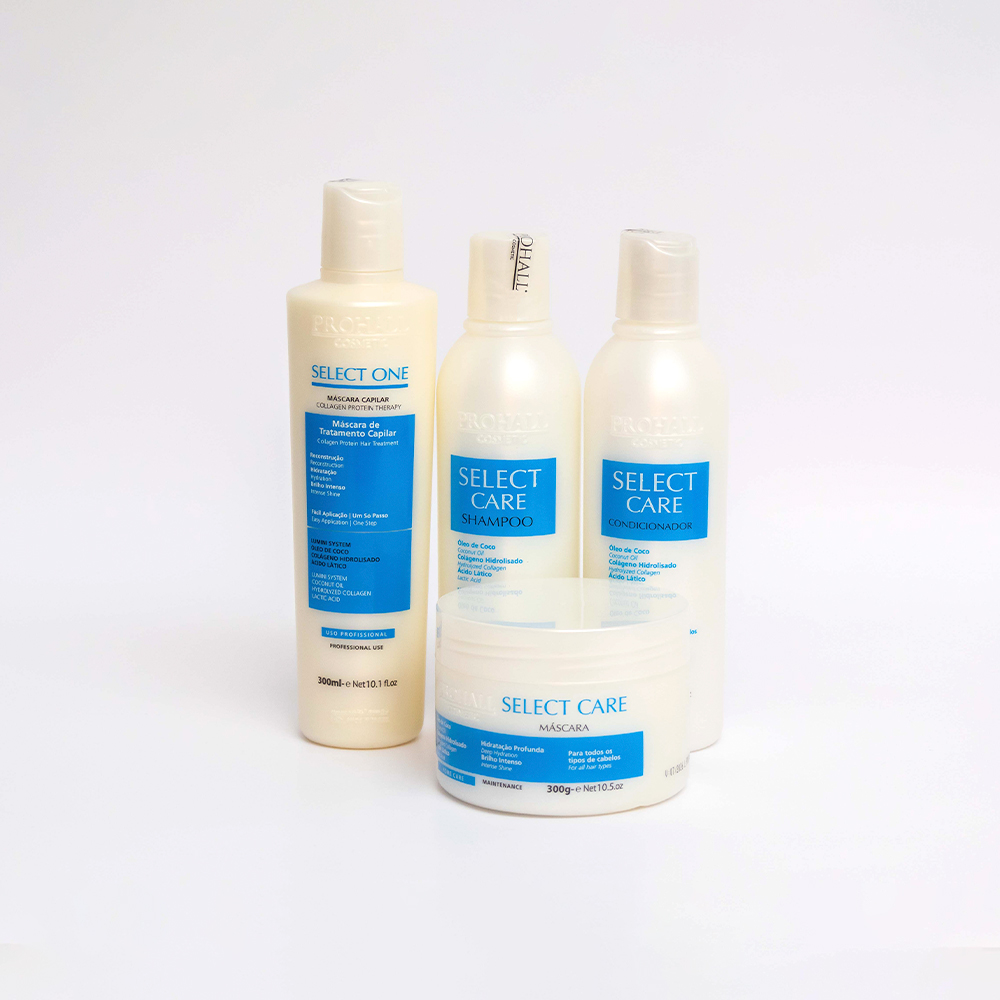 PROHALL
COSMETIC
SELECT ONE
MÁSCARA CAPILAR
COLLAGEN PROTEIN THERAPY
Máscara de
Tratamento Capilar
Collagen Protein Hair Treatment
Reconstrução
Reconstruction
Hidratação
Hydration
Brilho Intenso
Intense Shine
Fácil Aplicação | Um Só Passo
Easy Application | One Step
LUMINI SYSTEM
ÓLEO DE COCO
COLÁGENO HIDROLISADO
ÁCIDO LÁTICO
LUMINI SYSTEM
COCONUT OIL
HYDROLYZED COLLAGEN
LACTIC ACID
USO PROFISSIONAL
PROFESSIONAL USE
300ml-e Net10.1 fl.oz
PROHALL
COSMETIC
PROHALL
COSMETIC
SELECT
CARE
SHAMPOO
Óleo de Coco
Coconut Oil
Colágeno Hidrolisado
Hydrolyzed Collagen
Ácido Lático
Lactic Acid
PROHALL
COSMETIC
SELECT
CARE
CONDICIONADOR
Óleo de Coco
Coconut Oil
Colágeno Hidrolisado
Hydrolyzed Collagen
Ácido Lático
SELECT CARE
MÁSCARA
Hidratação Profunda
Deep Hydration
Brilho Intenso
Intense Shine
Para todos os
tipos de cabelos
For all hair types
MAINTENANCE
300g-e Net10.5.oz